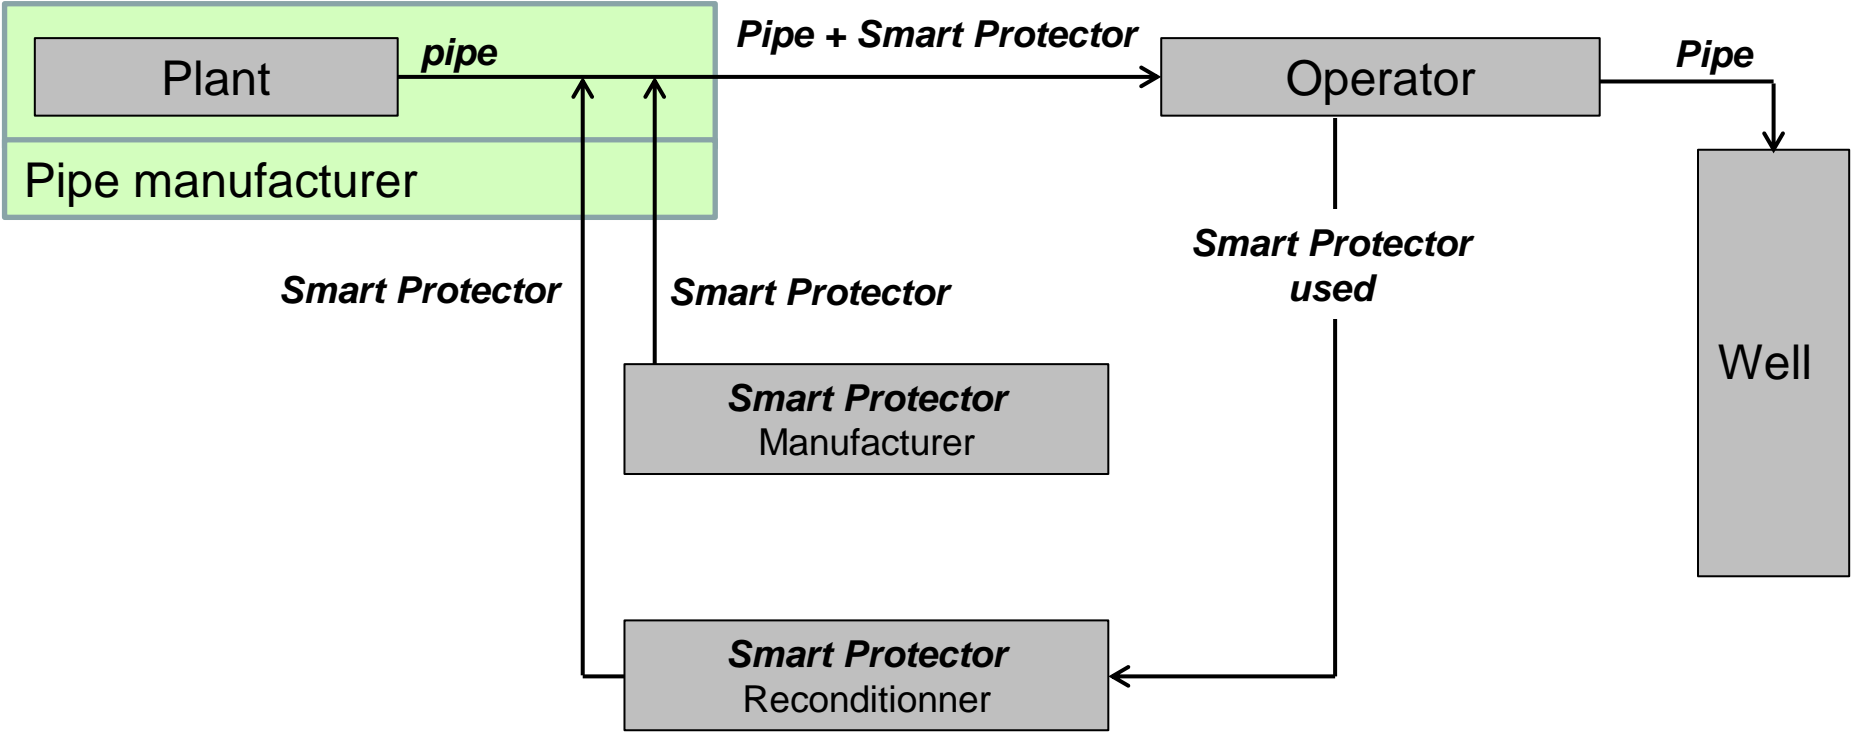 Plant
pipe
Pipe + Smart Protector
Operator
Pipe
Pipe manufacturer
Smart Protector
Smart Protector
Smart Protector
used
Well
Smart Protector
Manufacturer
Smart Protector
Reconditionner